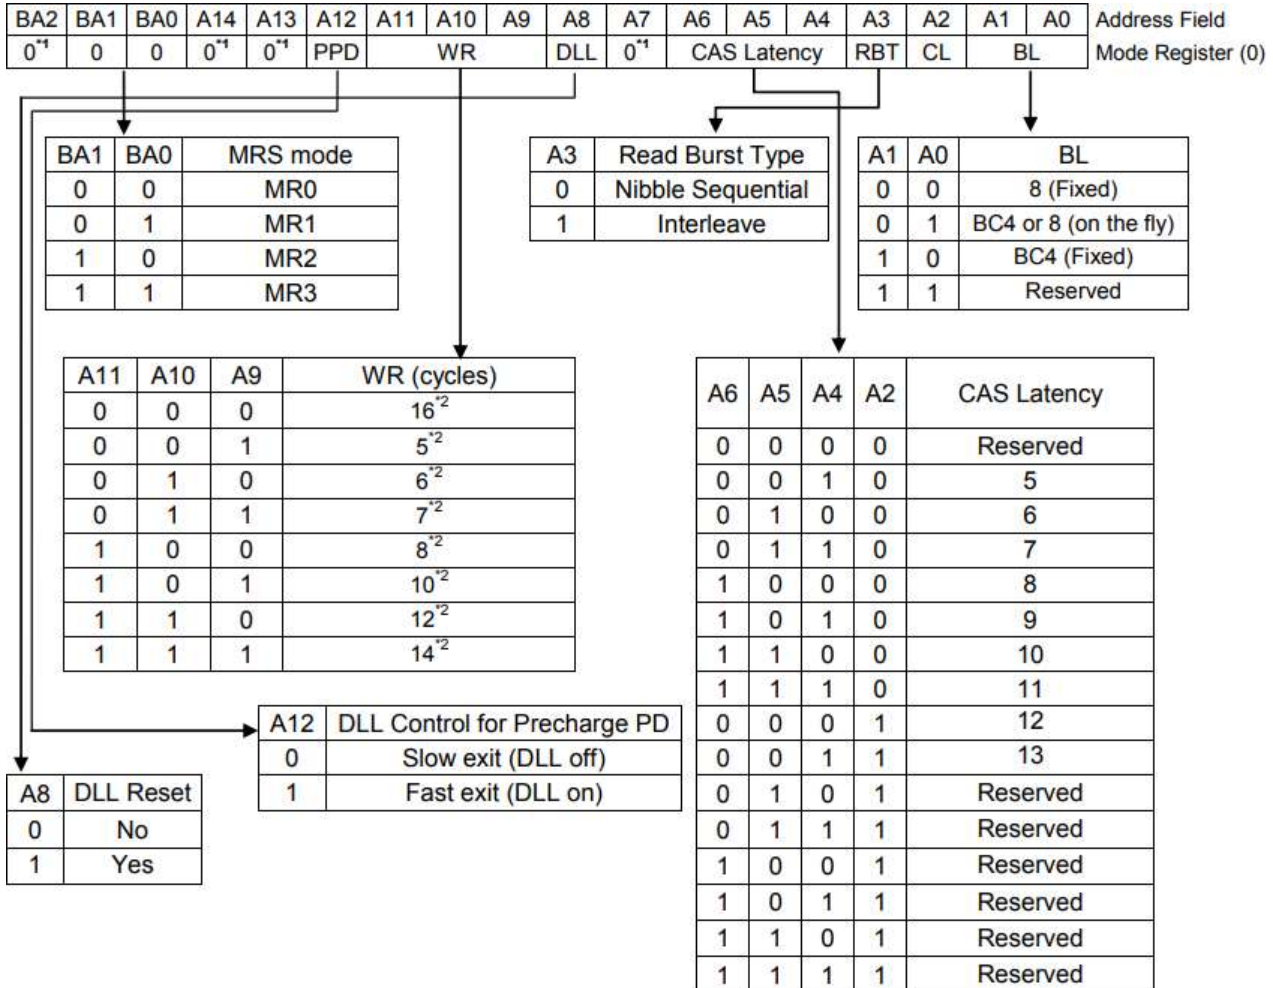 BA2 BA1 BA0 A14 A13 A12 A11 A10 A9 A8 A7 A6 A5 A4 A3 A2 A1 A0 Address Field
0*1 0 0 0*1 0*1 PPD WR DLL 0*1 CAS Latency RBT CL BL Mode Register (0)
BA1 BA0 MRS mode
0 0 MR0
0 1 MR1
1 0 MR2
1 1 MR3
A3 Read Burst Type
0 Nibble Sequential
1 Interleave
A1 A0 BL
0 0 8 (Fixed)
0 1 BC4 or 8 (on the fly)
1 0 BC4 (Fixed)
1 1 Reserved
A11 A10 A9 WR (cycles)
0 0 0 16*2
0 0 1 5*2
0 1 0 6*2
0 1 1 7*2
1 0 0 8*2
1 0 1 10*2
1 1 0 12*2
1 1 1 14*2
A6 A5 A4 A2 CAS Latency
0 0 0 0 Reserved
0 0 1 0 5
0 1 0 0 6
0 1 1 0 7
1 0 0 0 8
1 0 1 0 9
1 1 0 0 10
1 1 1 0 11
0 0 0 1 12
0 0 1 1 13
0 1 0 1 Reserved
0 1 1 1 Reserved
1 0 0 1 Reserved
1 0 1 1 Reserved
1 1 0 1 Reserved
1 1 1 1 Reserved
A12 DLL Control for Precharge PD
0 Slow exit (DLL off)
1 Fast exit (DLL on)
A8 DLL Reset
0 No
1 Yes